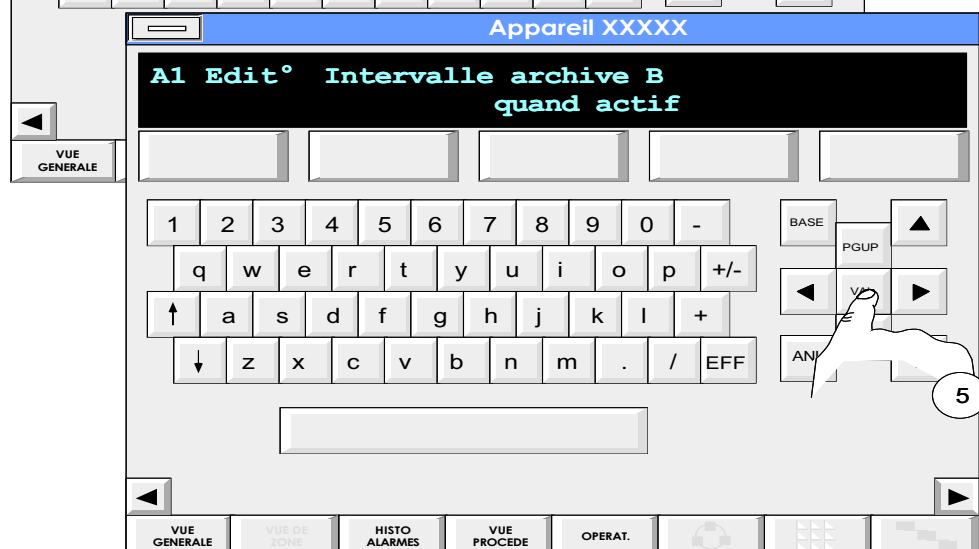 Appareil XXXXX
A1 Edit° Intervalle archive B
quand actif
VUE
GENERALE
1 2 3 4 5 6 7 8 9 0 -
BASE
PGUP
q w e r t y u i o p +/-
a s d f g h j k l +
z x c v b n m . / EFF
5
VUE
GENERALE
VUE DE
ZONE
HISTO
ALARMES
VUE
PROCEDE
OPERAT.